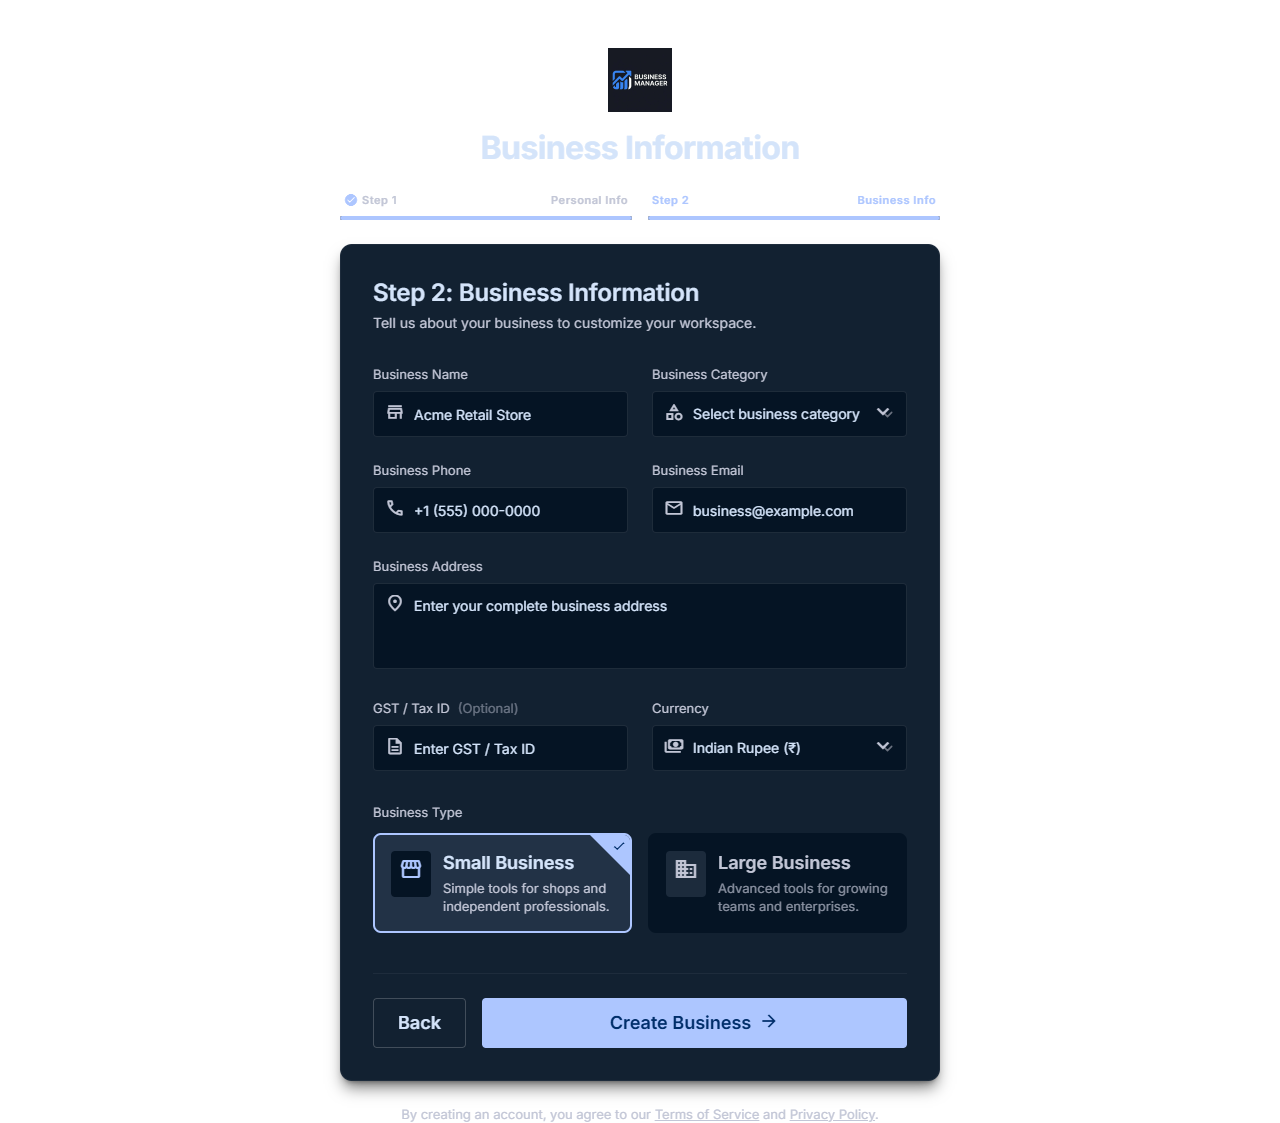 BUSINESS
MANAGER
Business Information
Step 1 Personal Info Step 2 Business Info
Step 2: Business Information
Tell us about your business to customize your workspace.
Business Name Business Category
Acme Retail Store Select business category
Business Phone Business Email
+1 (555) 000-0000 business@example.com
Business Address
Enter your complete business address
GST / Tax ID (Optional) Currency
Enter GST / Tax ID Indian Rupee (₹)
Business Type
Small Business Large Business
Simple tools for shops and Advanced tools for growing
independent professionals. teams and enterprises.
Back Create Business
By creating an account, you agree to our Terms of Service and Privacy Policy.